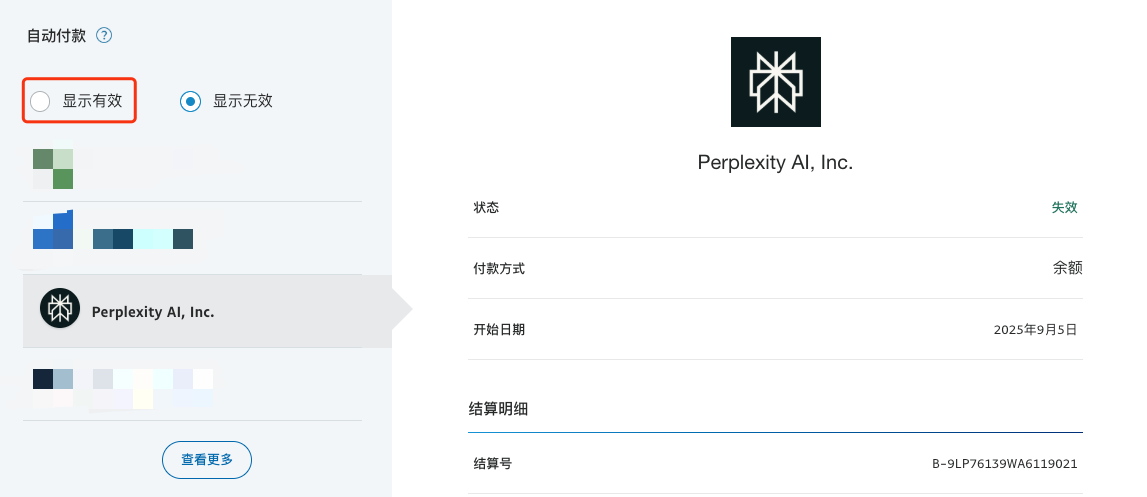 自动付款 ?
显示有效
显示无效
Perplexity AI, Inc.
查看更多
Perplexity AI, Inc.
状态 失效
付款方式 余额
开始日期 2025年9月5日
结算明细
结算号 B-9LP76139WA6119021